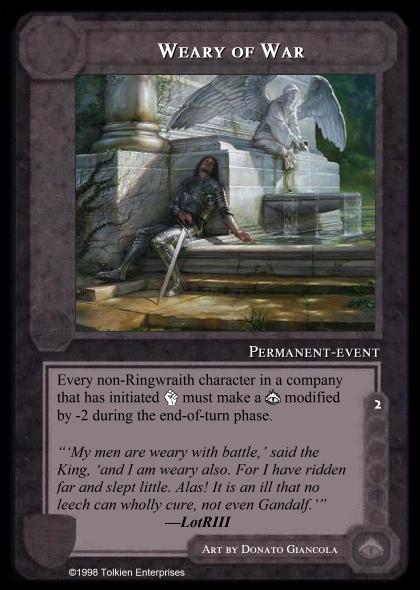 WEARY OF WAR
PERMANENT-EVENT
Every non-Ringwraith character in a company
that has initiated must make a modified
by -2 during the end-of-turn phase.
2
“‘My men are weary with battle,’ said the
King, ‘and I am weary also. For I have ridden
far and slept little. Alas! It is an ill that no
leech can wholly cure, not even Gandalf.’”
—LotRIII
ART BY DONATO GIANCOLA
©1998 Tolkien Enterprises